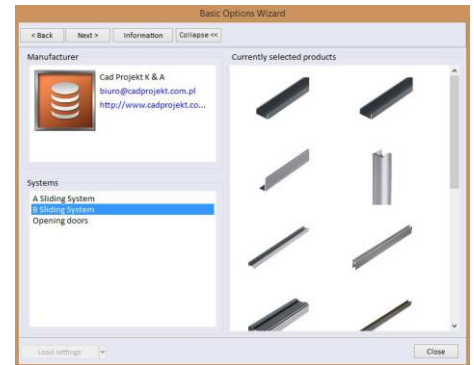 Basic Options Wizard
< Back Next > Information Collapse <<
Manufacturer
Cad Projekt K & A
biuro@cadprojekt.com.pl
http://www.cadprojekt.co...
Systems
A Sliding System
B Sliding System
Opening doors
Currently selected products
Load settings
Close